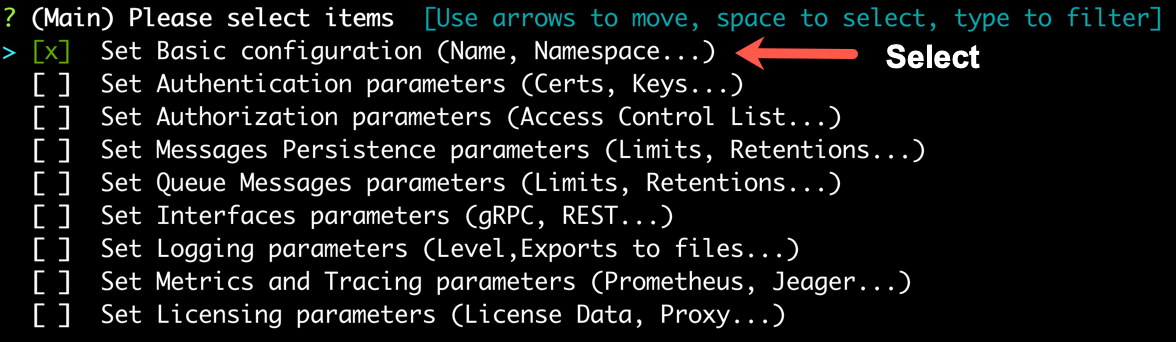 ? (Main) Please select items  [Use arrows to move, space to select, type to filter]
> [x]  Set Basic configuration (Name, Namespace...) Select
[ ]  Set Authentication parameters (Certs, Keys...)
[ ]  Set Authorization parameters (Access Control List...)
[ ]  Set Messages Persistence parameters (Limits, Retentions...)
[ ]  Set Queue Messages parameters (Limits, Retentions...)
[ ]  Set Interfaces parameters (gRPC, REST...)
[ ]  Set Logging parameters (Level,Exports to files...)
[ ]  Set Metrics and Tracing parameters (Prometheus, Jeager...)
[ ]  Set Licensing parameters (License Data, Proxy...)